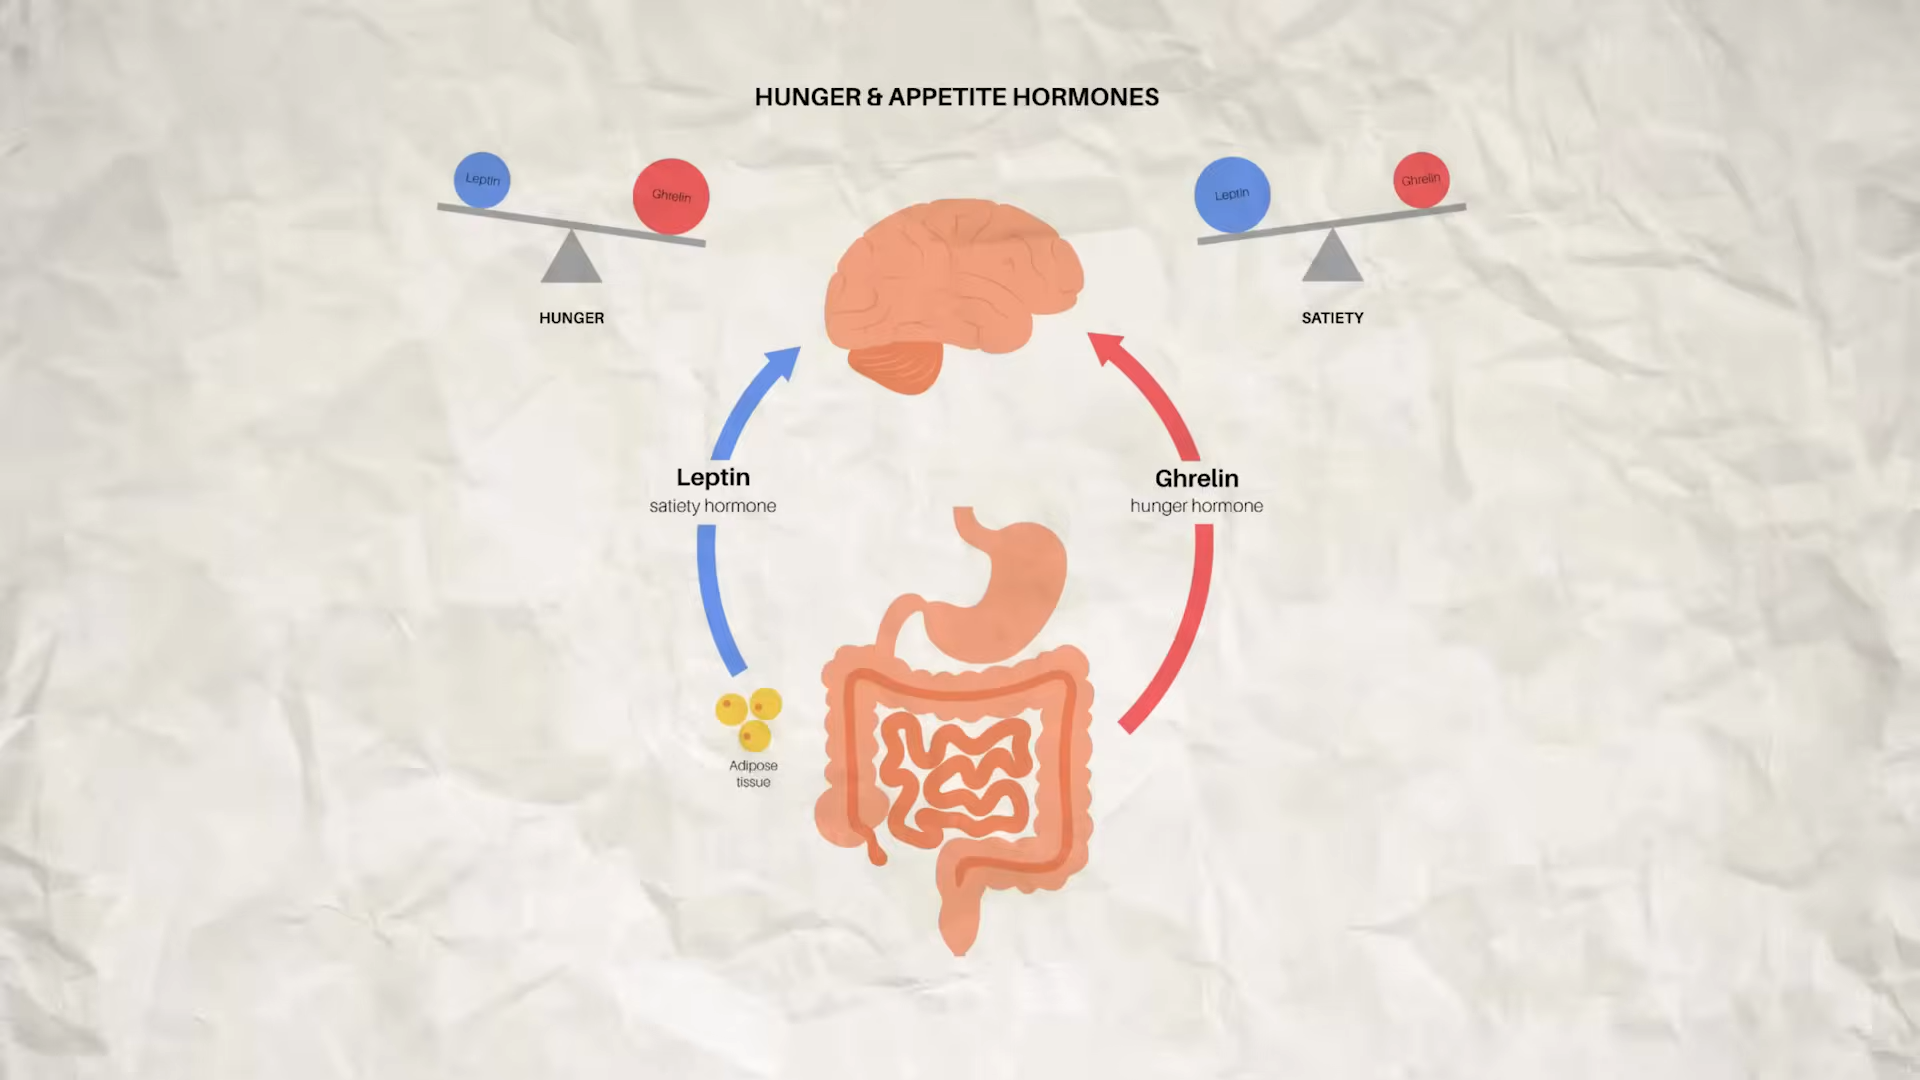 HUNGER & APPETITE HORMONES
Leptin
Ghrelin
HUNGER
Leptin
Ghrelin
SATIETY
Leptin
satiety hormone
Ghrelin
hunger hormone
Adipose
tissue